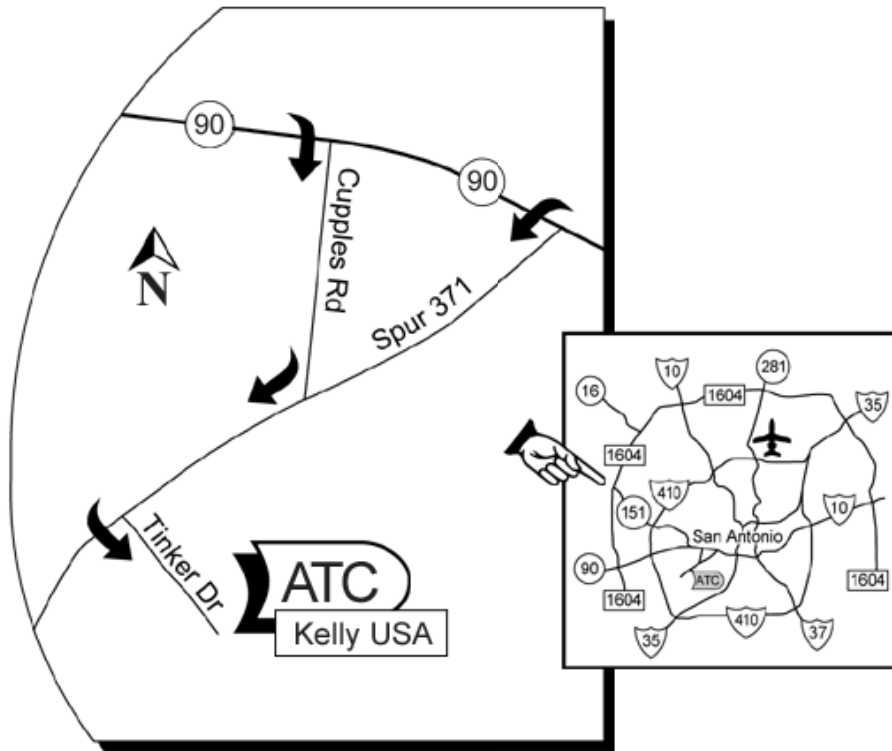 90
90
Cupples Rd
Spur 371
N
Tinker Dr
ATC
Kelly USA
10
281
16
1604
35
1604
410
151
10
San Antonio
90
ATC
1604
1604
35
410
37